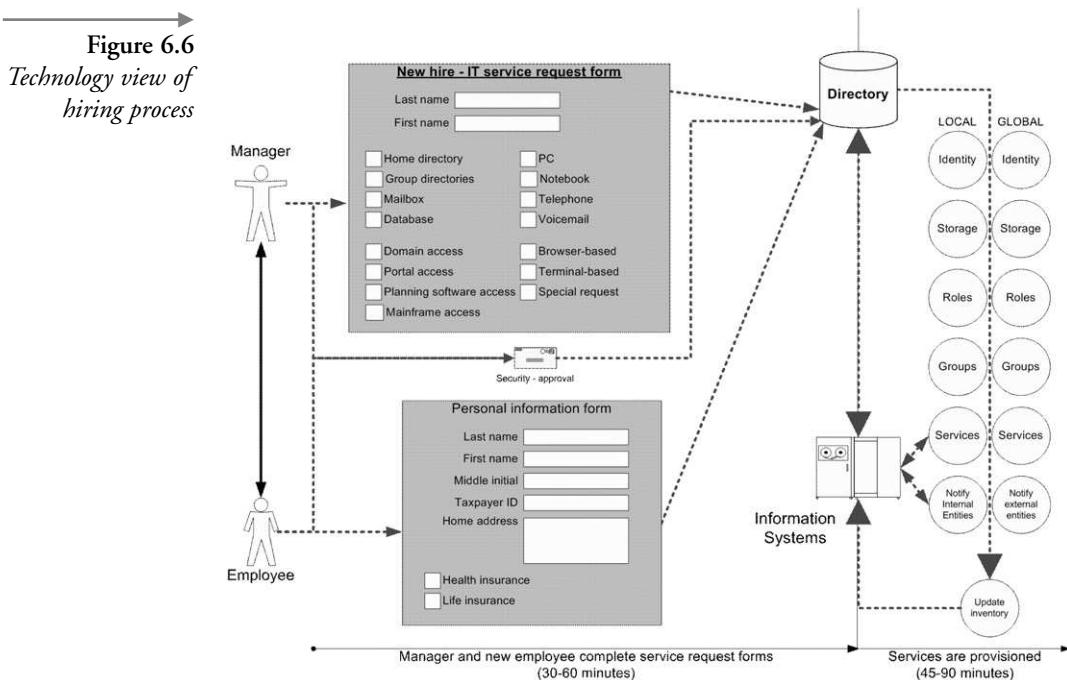 Figure 6.6
Technology view of
hiring process
Manager
Employee
New hire - IT service request form
Last name
First name
Home directory
Group directories
Mailbox
Database
PC
Notebook
Telephone
Voicemail
Domain access
Portal access
Planning software access
Mainframe access
Browser-based
Terminal-based
Special request
Security - approval
Personal information form
Last name
First name
Middle initial
Taxpayer ID
Home address
Health insurance
Life insurance
Directory
Information
Systems
LOCAL
GLOBAL
Identity
Identity
Storage
Storage
Roles
Roles
Groups
Groups
Services
Services
Notify
Internal
Entities
Notify
external
entities
Update
inventory
Manager and new employee complete service request forms
(30-60 minutes)
Services are provisioned
(45-90 minutes)